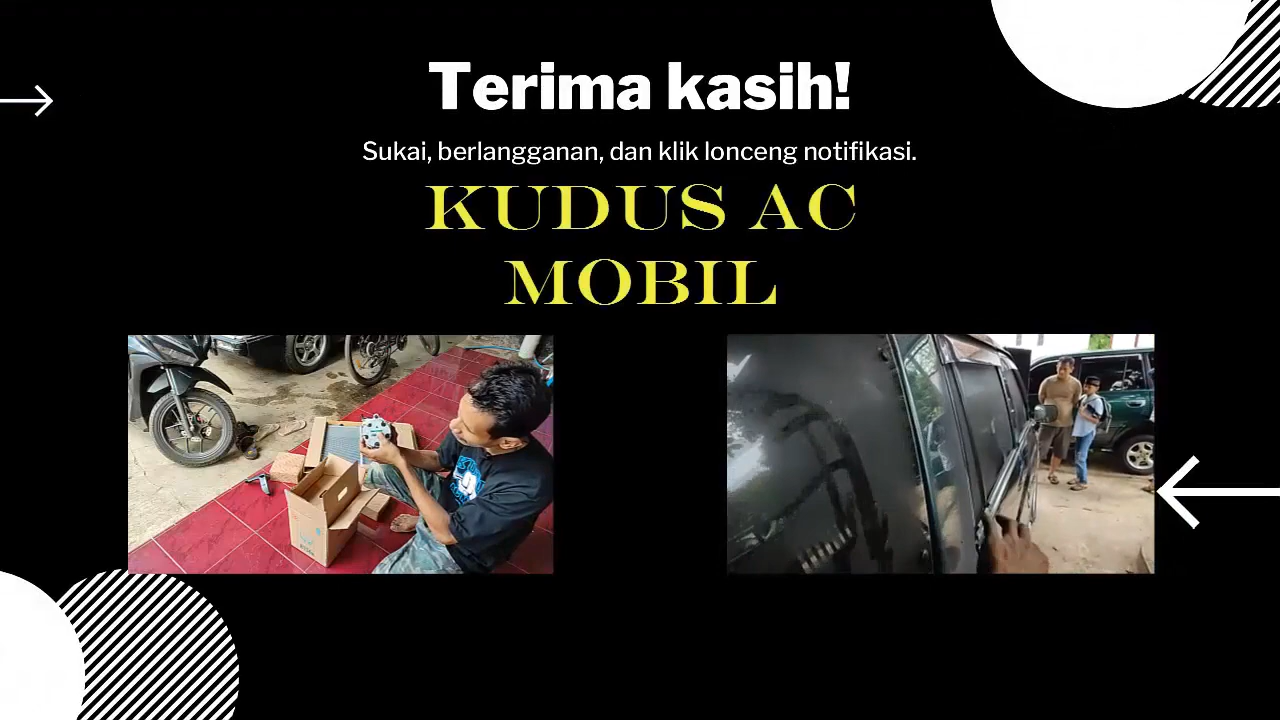 Terima kasih!
Sukai, berlangganan, dan klik lonceng notifikasi.
KUDUS AC
MOBIL